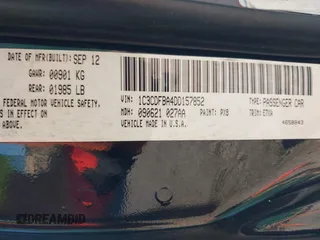 DATE OF MFR(BUILT): SEP 12
GAWR: 00901 KG
REAR: 01985 LB
FEDERAL MOTOR VEHICLE SAFETY,
S IN EFFECT ON
ABOVE.
VIN: 1C3CDFBA4DD157852 TYPE: PASSENGER CAR
MDH: 090621 027AA PAINT: PXB TRIM:
VEHICLE MADE IN U.S.A.
DREAMBID